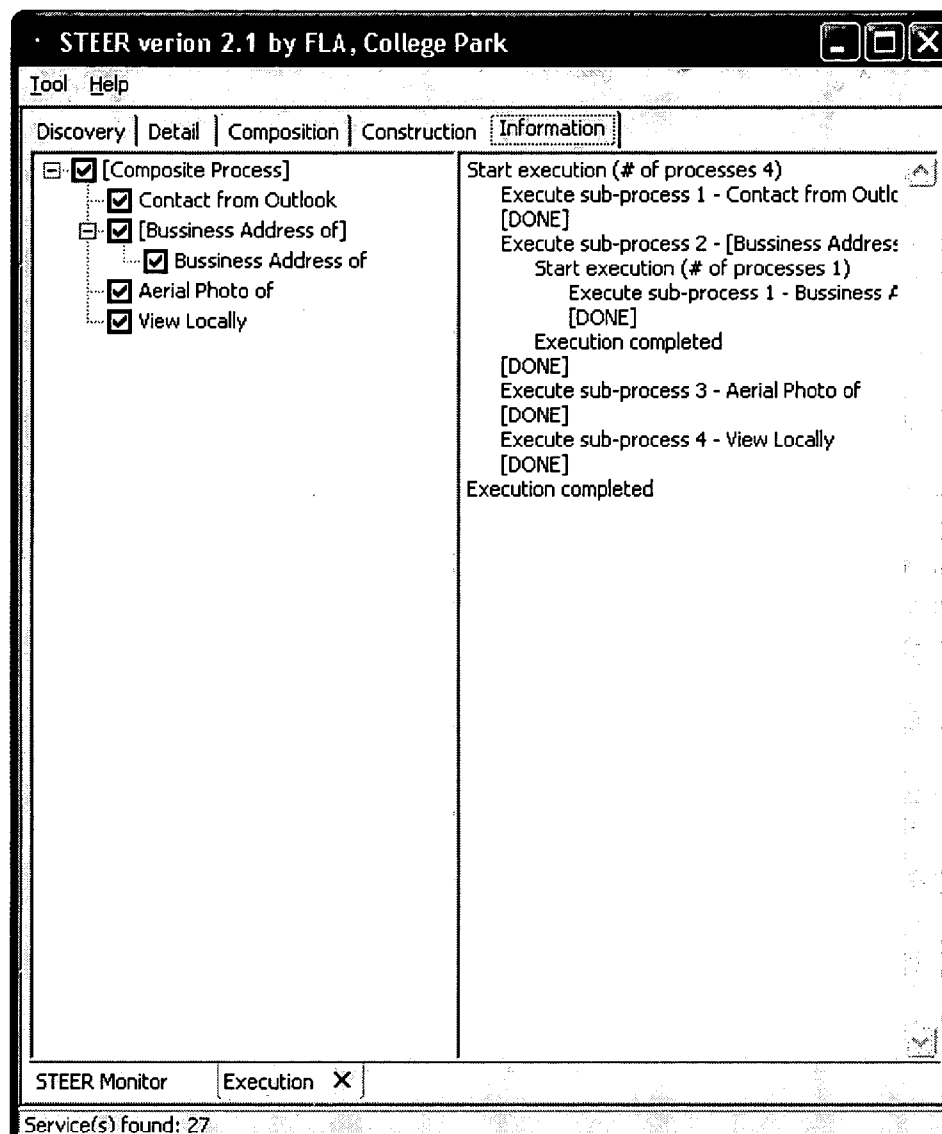 STEER verion 2.1 by FLA, College Park
Tool Help
Discovery Detail Composition Construction Information
[Composite Process]
Contact from Outlook
[Bussiness Address of]
Bussiness Address of
Aerial Photo of
View Locally
Start execution (# of processes 4)
Execute sub-process 1 - Contact from Outlc
[DONE]
Execute sub-process 2 - [Bussiness Address
Start execution (# of processes 1)
Execute sub-process 1 - Bussiness A
[DONE]
Execution completed
[DONE]
Execute sub-process 3 - Aerial Photo of
[DONE]
Execute sub-process 4 - View Locally
[DONE]
Execution completed
STEER Monitor Execution X
Service(s) found: 27